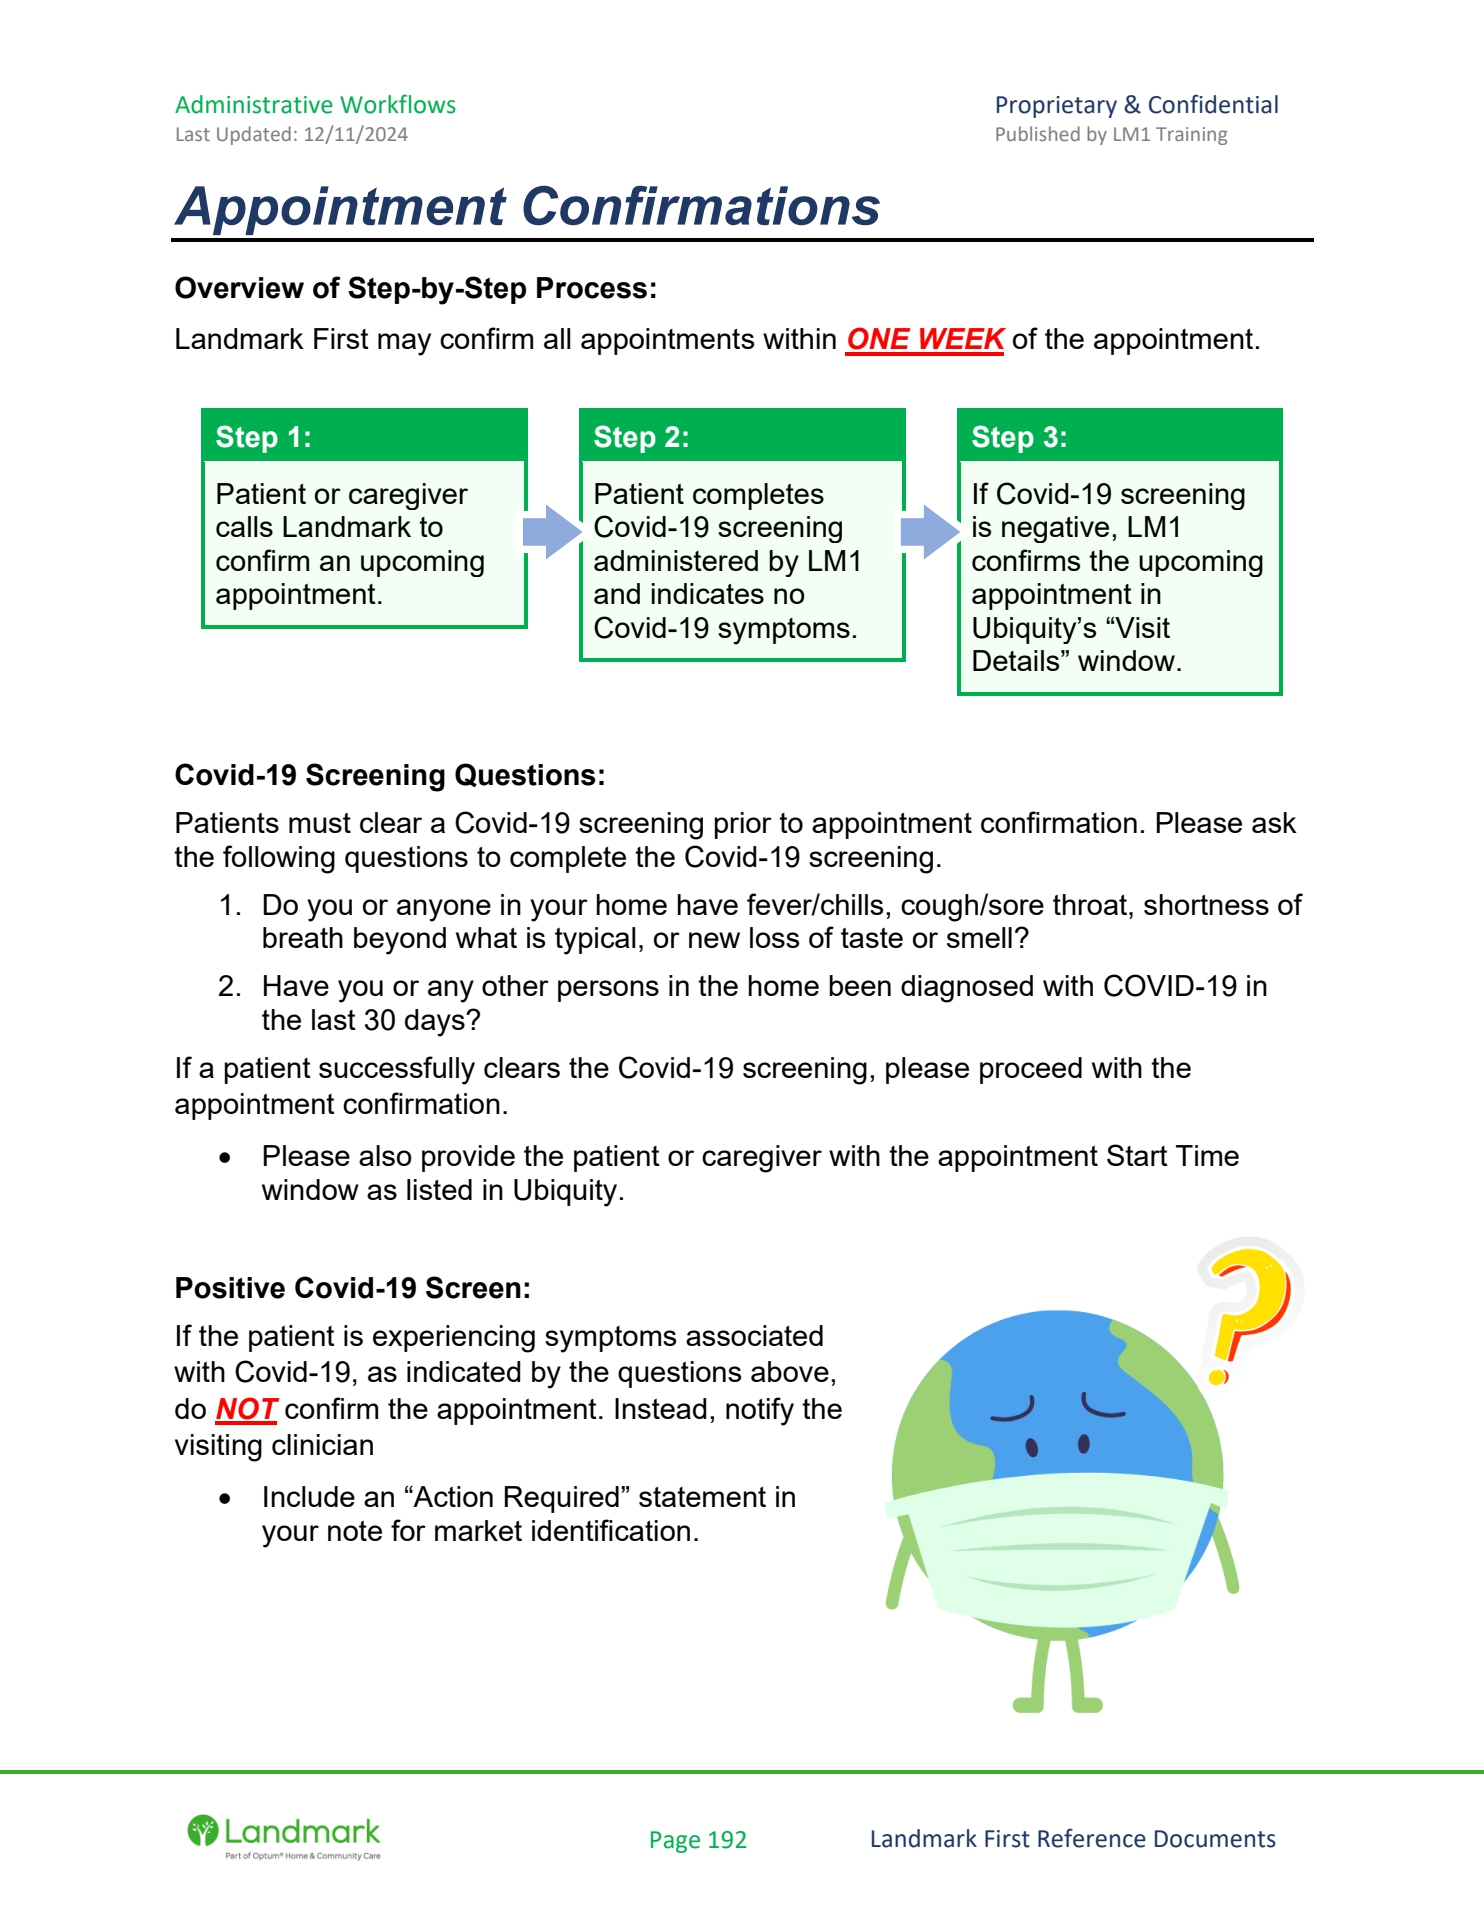 Administrative Workflows
Proprietary & Confidential
Last Updated: 12/11/2024
Published by LM1 Training
Appointment Confirmations
Overview of Step-by-Step Process:
Landmark First may confirm all appointments within ONE WEEK of the appointment.
Step 1:
Patient or caregiver
calls Landmark to
confirm an upcoming
appointment.
Step 2:
Patient completes
Covid-19 screening
administered by LM1
and indicates no
Covid-19 symptoms.
Step 3:
If Covid-19 screening
is negative, LM1
confirms the upcoming
appointment in
Ubiquity’s “Visit
Details” window.
Covid-19 Screening Questions:
Patients must clear a Covid-19 screening prior to appointment confirmation. Please ask
the following questions to complete the Covid-19 screening.
1. Do you or anyone in your home have fever/chills, cough/sore throat, shortness of
breath beyond what is typical, or new loss of taste or smell?
2. Have you or any other persons in the home been diagnosed with COVID-19 in
the last 30 days?
If a patient successfully clears the Covid-19 screening, please proceed with the
appointment confirmation.
• Please also provide the patient or caregiver with the appointment Start Time
window as listed in Ubiquity.
Positive Covid-19 Screen:
If the patient is experiencing symptoms associated
with Covid-19, as indicated by the questions above,
do NOT confirm the appointment. Instead, notify the
visiting clinician
• Include an “Action Required” statement in
your note for market identification.
?
Landmark
Part of Optum® Home & Community Care
Page 192
Landmark First Reference Documents